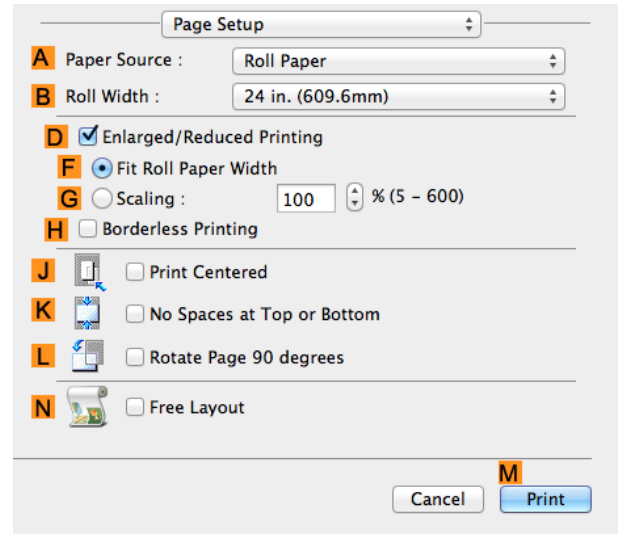 Page Setup
A Paper Source : Roll Paper
B Roll Width : 24 in. (609.6mm)
D Enlarged/Reduced Printing
F Fit Roll Paper Width
G Scaling : 100 % (5 - 600)
H Borderless Printing
J Print Centered
K No Spaces at Top or Bottom
L Rotate Page 90 degrees
N Free Layout
M
Cancel Print